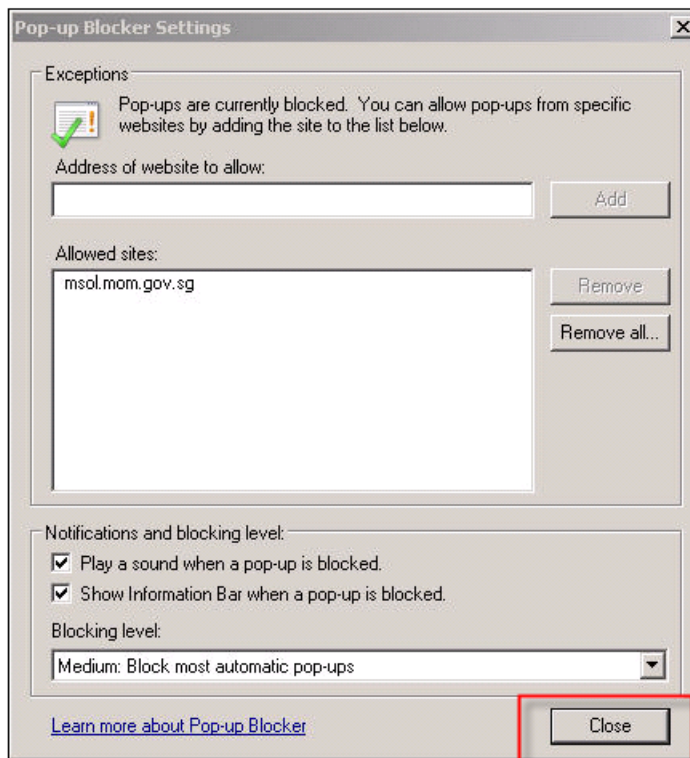 Pop-up Blocker Settings
Exceptions
Pop-ups are currently blocked. You can allow pop-ups from specific
websites by adding the site to the list below.
Address of website to allow:
Add
Allowed sites:
msol.mom.gov.sg
Remove
Remove all...
Notifications and blocking level:
Play a sound when a pop-up is blocked.
Show Information Bar when a pop-up is blocked.
Blocking level:
Medium: Block most automatic pop-ups
Learn more about Pop-up Blocker
Close